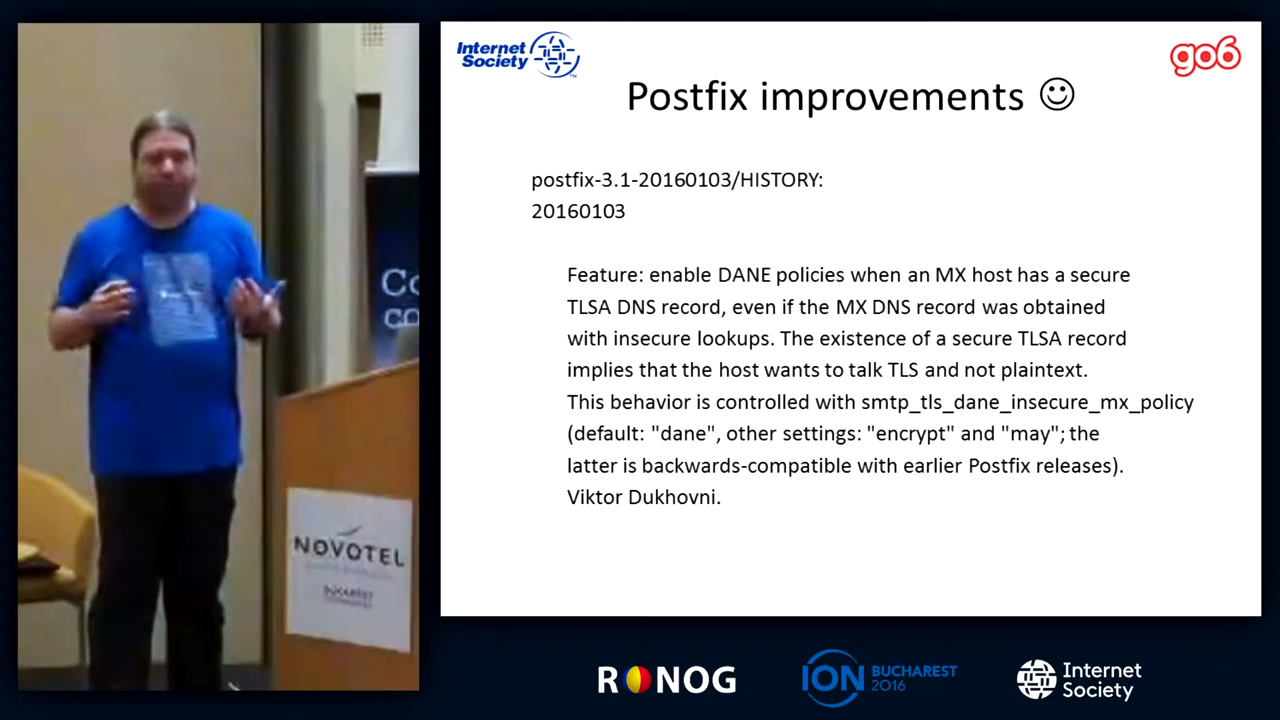 Internet
Society
go6
Postfix improvements ☺
postfix-3.1-20160103/HISTORY:
20160103
Feature: enable DANE policies when an MX host has a secure
TLSA DNS record, even if the MX DNS record was obtained
with insecure lookups. The existence of a secure TLSA record
implies that the host wants to talk TLS and not plaintext.
This behavior is controlled with smtp_tls_dane_insecure_mx_policy
(default: "dane", other settings: "encrypt" and "may"; the
latter is backwards-compatible with earlier Postfix releases).
Viktor Dukhovni.
NOVOTEL
BUCAREST
RONOG
ION BUCHAREST
2016
Internet
Society